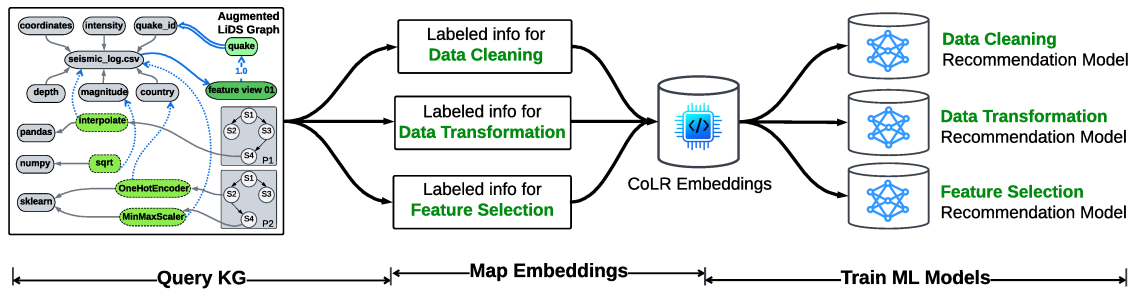 Augmented
LiDS Graph
coordinates
intensity
quake_id
quake
seismic_log.csv
1.0
depth
magnitude
country
feature view 01
interpolate
pandas
S1
S2
S3
S4
P1
numpy
sqrt
OneHotEncoder
sklearn
MinMaxScaler
S1
S2
S3
S4
P2
Labeled info for
Data Cleaning
Labeled info for
Data Transformation
Labeled info for
Feature Selection
</>
CoLR Embeddings
Data Cleaning
Recommendation Model
Data Transformation
Recommendation Model
Feature Selection
Recommendation Model
Query KG
Map Embeddings
Train ML Models